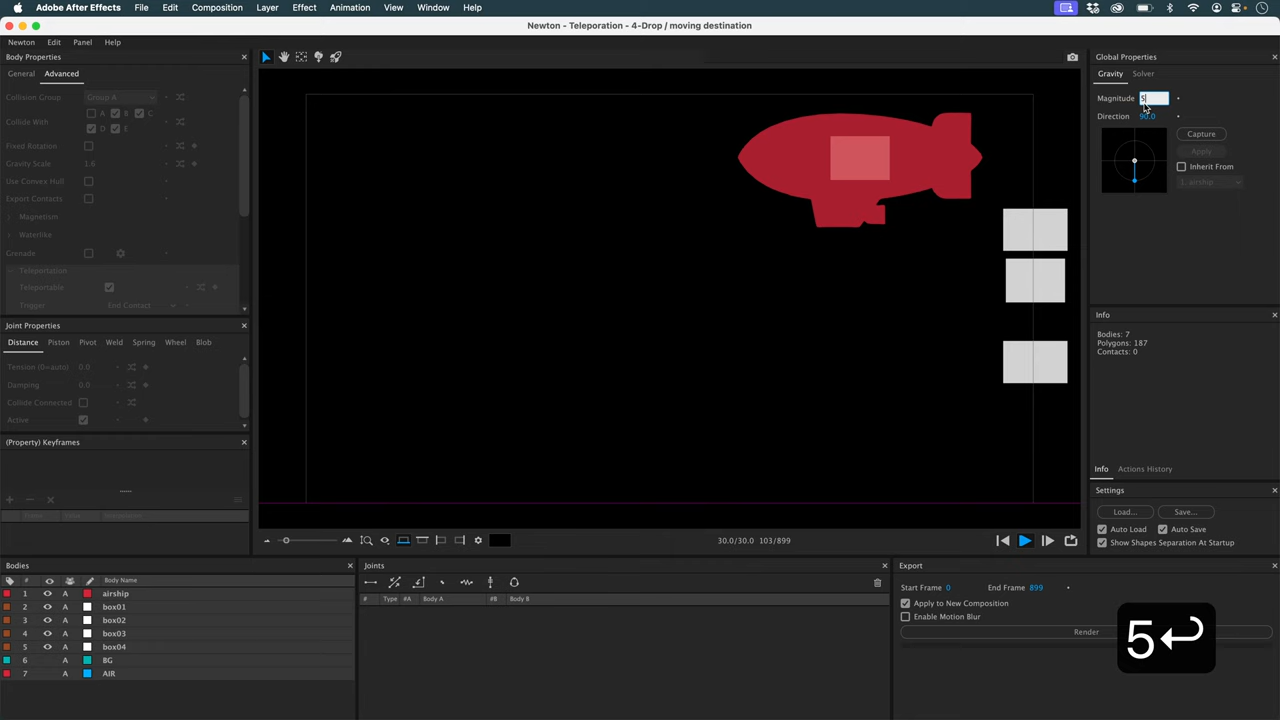 Adobe After Effects File Edit Composition Layer Effect Animation View Window Help
Newton - Teleporation - 4-Drop / moving destination
Newton Edit Panel Help
Body Properties
General Advanced
Collision Group Group A
Collide With A B C
D E
Fixed Rotation
Gravity Scale 1.6
Use Convex Hull
Export Contacts
Magnetism
Waterlike
Grenade
Teleportation
Teleportable
Trigger End Contact
Joint Properties
Distance Piston Pivot Weld Spring Wheel Blob
Tension (0=auto) 0.0
Damping 0.0
Collide Connected
Active
(Property) Keyframes
30.0/30.0 103/899
Global Properties
Gravity Solver
Magnitude 5
Direction 90.0
Capture
Apply
Inherit From
1. airship
Info
Bodies: 7
Polygons: 187
Contacts: 0
Info Actions History
Settings
Load... Save...
Auto Load Auto Save
Show Shapes Separation At Startup
Bodies
# Body Name
1 A airship
2 A box01
3 A box02
4 A box03
5 A box04
6 A BG
7 A AIR
Joints
# Type #A Body A #B Body B
Export
Start Frame 0 End Frame 899
Apply to New Composition
Enable Motion Blur
Render
5↩